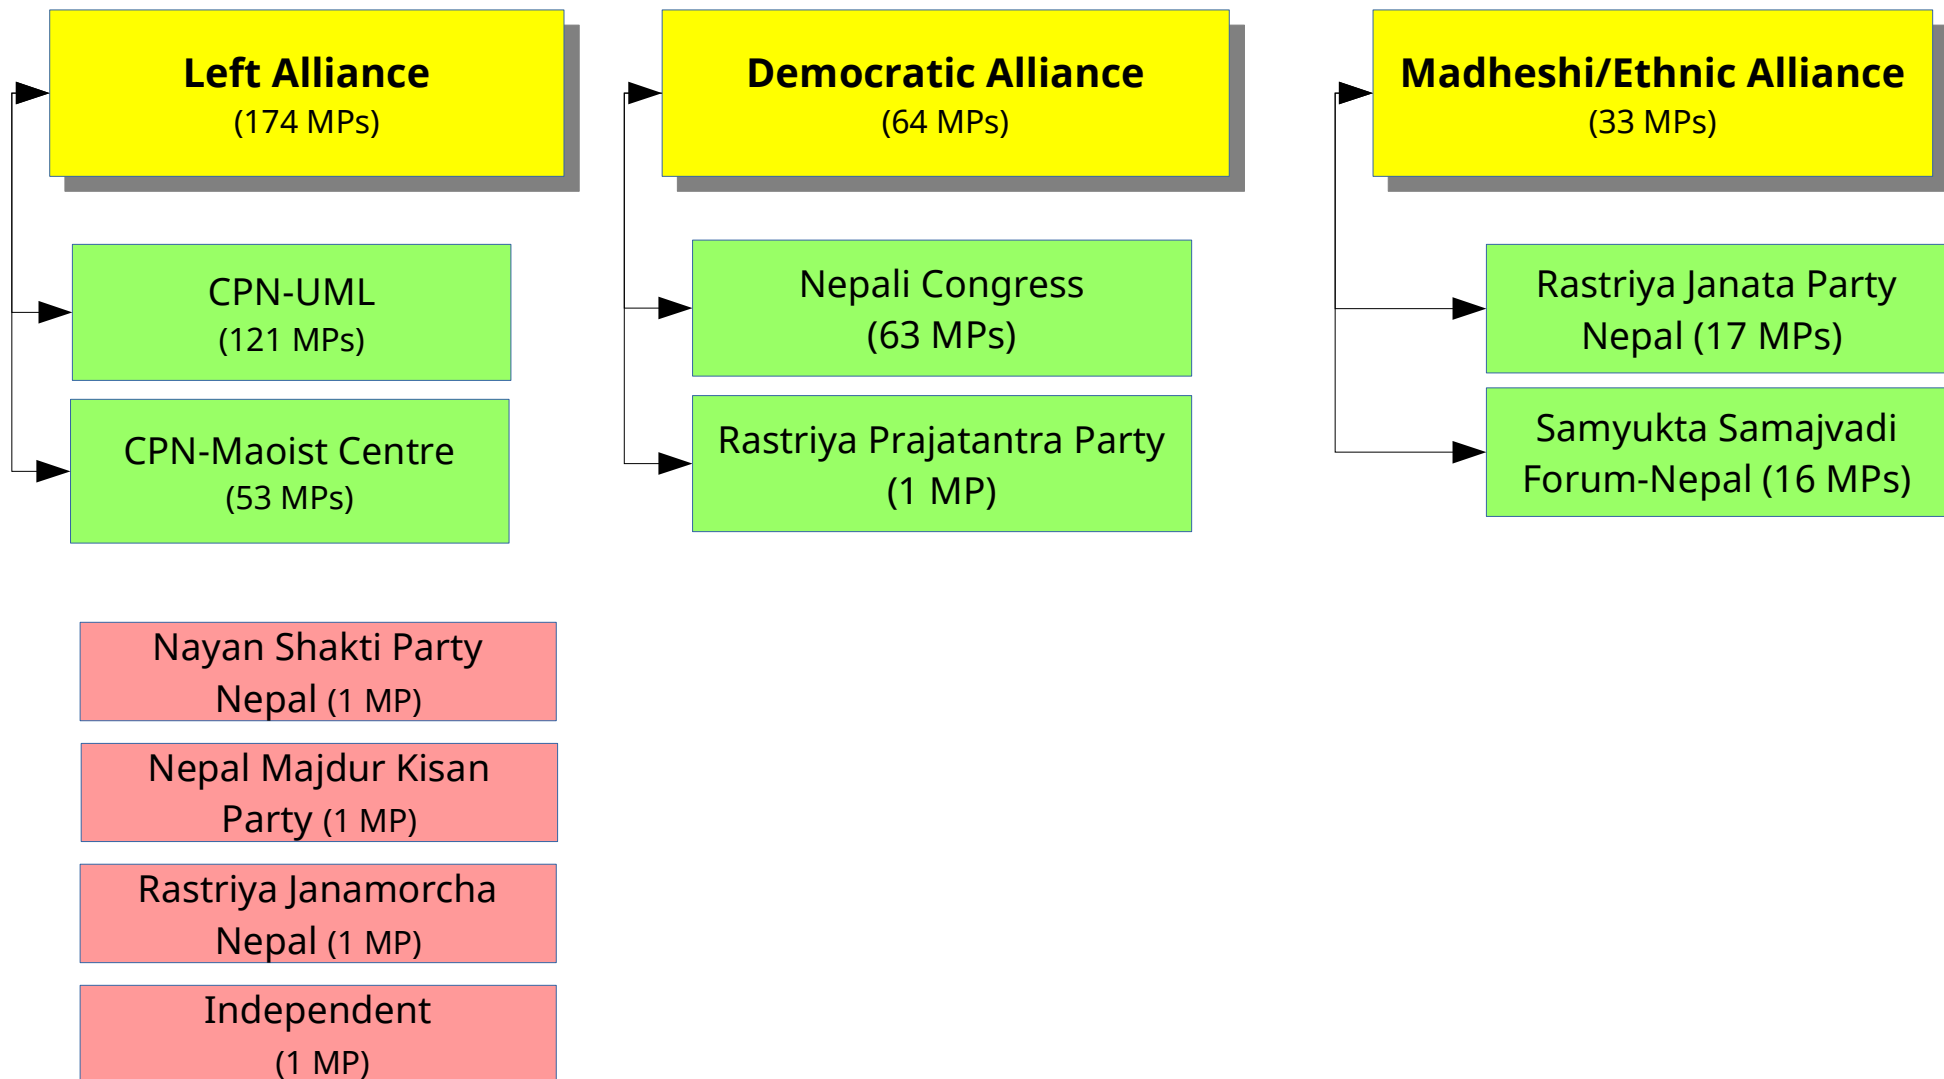 Left Alliance
(174 MPs)
CPN-UML
(121 MPs)
CPN-Maoist Centre
(53 MPs)
Democratic Alliance
(64 MPs)
Nepali Congress
(63 MPs)
Rastriya Prajatantra Party
(1 MP)
Madheshi/Ethnic Alliance
(33 MPs)
Rastriya Janata Party
Nepal (17 MPs)
Samyukta Samajvadi
Forum-Nepal (16 MPs)
Nayan Shakti Party
Nepal (1 MP)
Nepal Majdur Kisan
Party (1 MP)
Rastriya Janamorcha
Nepal (1 MP)
Independent
(1 MP)